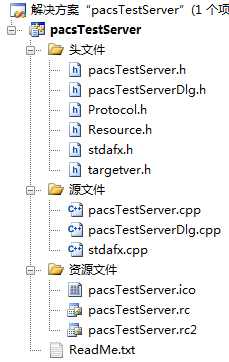 解决方案“pacsTestServer”(1 个项
pacsTestServer
头文件
pacsTestServer.h
pacsTestServerDlg.h
Protocol.h
Resource.h
stdafx.h
targetver.h
源文件
pacsTestServer.cpp
pacsTestServerDlg.cpp
stdafx.cpp
资源文件
pacsTestServer.ico
pacsTestServer.rc
pacsTestServer.rc2
ReadMe.txt